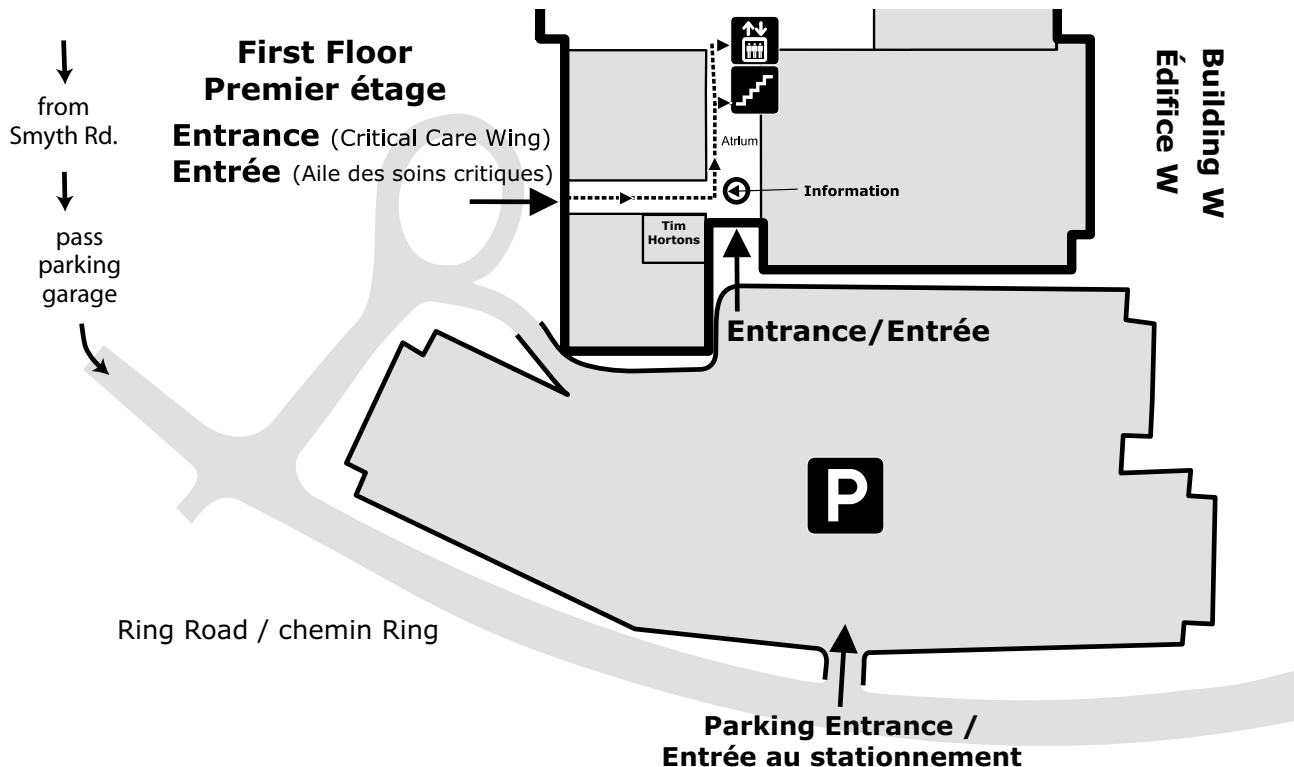 from
Smyth Rd.
pass
parking
garage
First Floor
Premier étage
Entrance (Critical Care Wing)
Entrée (Aile des soins critiques)
Atrium
Information
Tim
Hortons
Building W
Édifice W
Entrance/Entrée
P
Ring Road / chemin Ring
Parking Entrance /
Entrée au stationnement